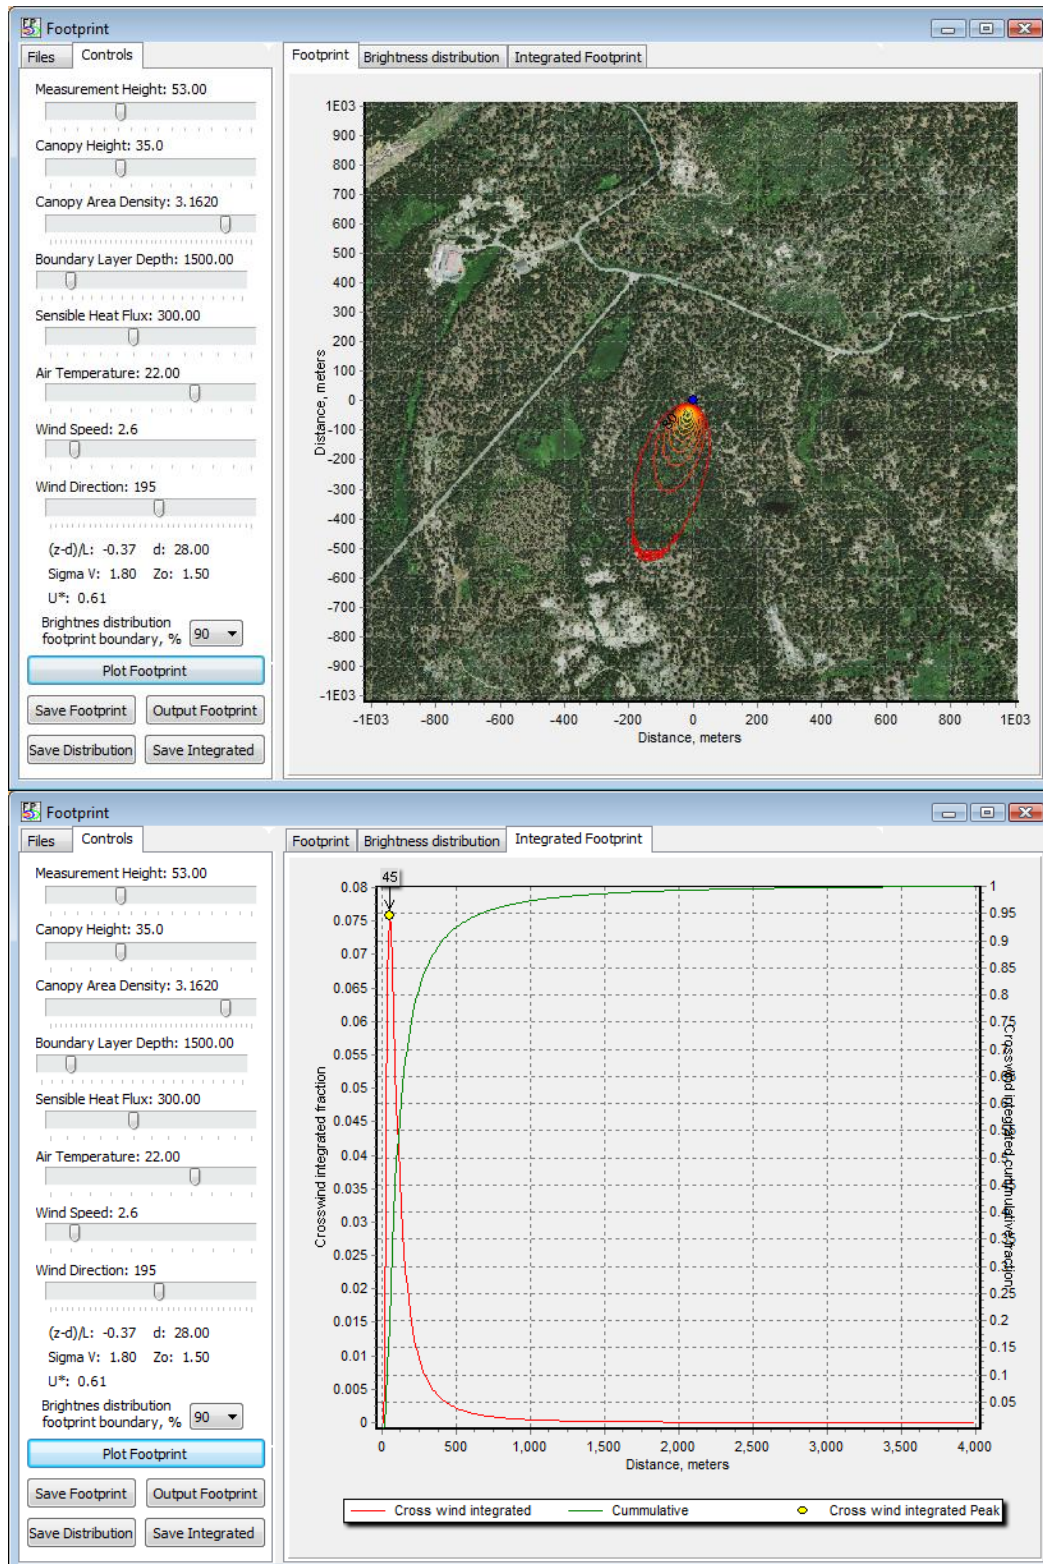 Footprint
Files Controls
Footprint Brightness distribution Integrated Footprint
Measurement Height: 53.00
Canopy Height: 35.0
Canopy Area Density: 3.1620
Boundary Layer Depth: 1500.00
Sensible Heat Flux: 300.00
Air Temperature: 22.00
Wind Speed: 2.6
Wind Direction: 195
(z-d)/L: -0.37 d: 28.00
Sigma V: 1.80 Zo: 1.50
U*: 0.61
Brightnes distribution
footprint boundary, % 90
Plot Footprint
Save Footprint Output Footprint
Save Distribution Save Integrated
1E03
900
800
700
600
500
400
300
200
100
0
-100
-200
-300
-400
-500
-600
-700
-800
-900
-1E03
Distance, meters
-1E03 -800 -600 -400 -200 0 200 400 600 800 1E03
Distance, meters
Footprint
Files Controls
Footprint Brightness distribution Integrated Footprint
Measurement Height: 53.00
Canopy Height: 35.0
Canopy Area Density: 3.1620
Boundary Layer Depth: 1500.00
Sensible Heat Flux: 300.00
Air Temperature: 22.00
Wind Speed: 2.6
Wind Direction: 195
(z-d)/L: -0.37 d: 28.00
Sigma V: 1.80 Zo: 1.50
U*: 0.61
Brightnes distribution
footprint boundary, % 90
Plot Footprint
Save Footprint Output Footprint
Save Distribution Save Integrated
45
0.08
0.075
0.07
0.065
0.06
0.055
0.05
0.045
0.04
0.035
0.03
0.025
0.02
0.015
0.01
0.005
0
Crosswind integrated fraction
1
0.95
0.9
0.85
0.8
0.75
0.3
0.25
0.2
0.15
0.1
0.05
Crosswind integrated cummulative fraction
0 500 1,000 1,500 2,000 2,500 3,000 3,500 4,000
Distance, meters
Cross wind integrated Cummulative Cross wind integrated Peak